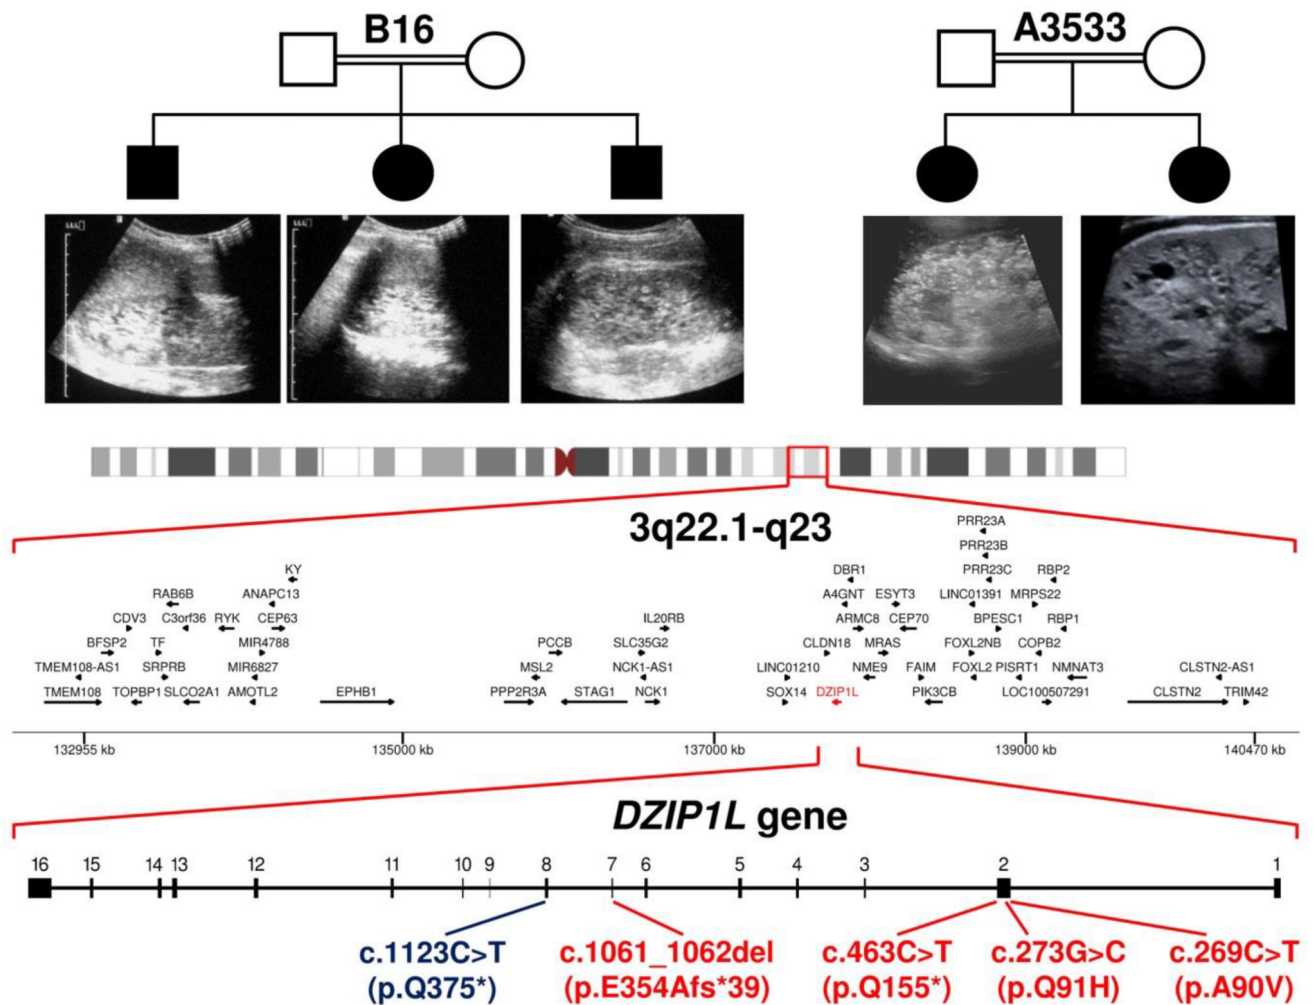 B16
A3533
3q22.1-q23
PRR23A
PRR23B
KY DBR1 PRR23C RBP2
RAB6B ANAPC13 A4GNT ESYT3 LINC01391 MRPS22
CDV3 C3orf36 RYK CEP63 IL20RB ARMC8 CEP70 BPESC1 RBP1
BFSP2 TF MIR4788 PCCB SLC35G2 CLDN18 MRAS FOXL2NB COPB2
TMEM108-AS1 SRPRB MIR6827 MSL2 NCK1-AS1 LINC01210 NME9 FAIM FOXL2 PISRT1 NMNAT3 CLSTN2-AS1
TMEM108 TOPBP1 SLCO2A1 AMOTL2 EPHB1 PPP2R3A STAG1 NCK1 SOX14 DZIP1L PIK3CB LOC100507291 CLSTN2 TRIM42
132955 kb 135000 kb 137000 kb 139000 kb 140470 kb
DZIP1L gene
16 15 14 13 12 11 10 9 8 7 6 5 4 3 2 1
c.1123C>T c.1061_1062del c.463C>T c.273G>C c.269C>T
(p.Q375*) (p.E354Afs*39) (p.Q155*) (p.Q91H) (p.A90V)